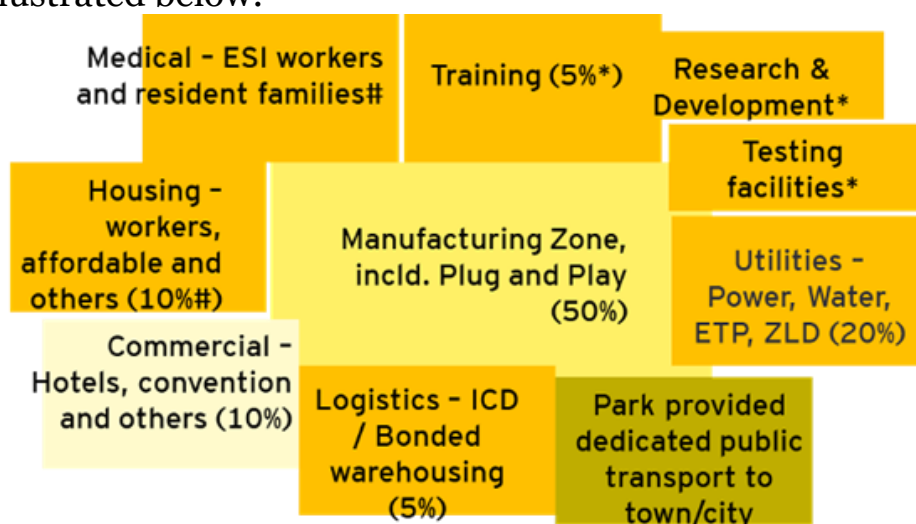 lustrated below:
Medical – ESI workers
and resident families#
Training (5%*)
Research &
Development*
Testing
facilities*
Housing –
workers,
affordable and
others (10%#)
Manufacturing Zone,
incld. Plug and Play
(50%)
Utilities –
Power, Water,
ETP, ZLD (20%)
Commercial –
Hotels, convention
and others (10%)
Logistics – ICD
/ Bonded
warehousing
(5%)
Park provided
dedicated public
transport to
town/city